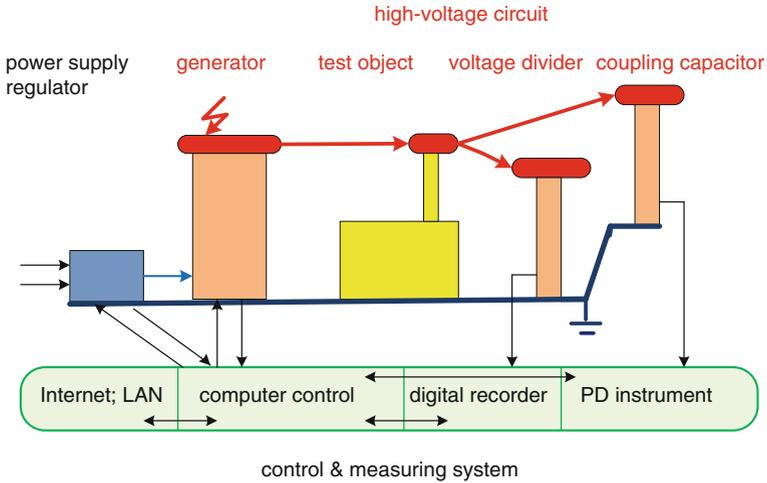 high-voltage circuit
power supply regulator
generator
test object
voltage divider
coupling capacitor
Internet; LAN
computer control
digital recorder
PD instrument
control & measuring system